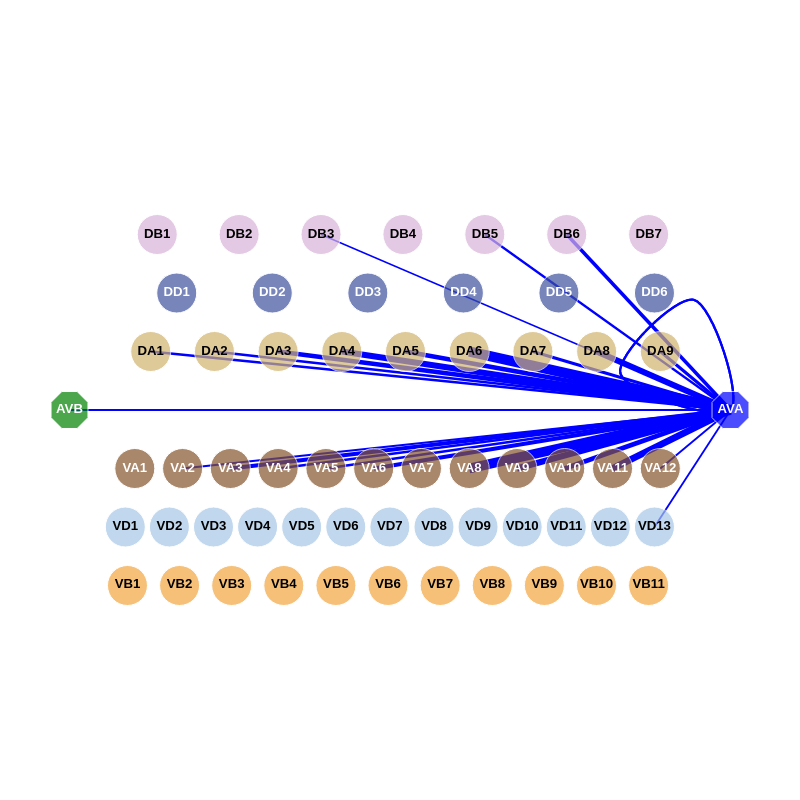 DB1 DB2 DB3 DB4 DB5 DB6 DB7
DD1 DD2 DD3 DD4 DD5 DD6
DA1 DA2 DA3 DA4 DA5 DA6 DA7 DA8 DA9
AVB AVA
VA1 VA2 VA3 VA4 VA5 VA6 VA7 VA8 VA9 VA10 VA11 VA12
VD1 VD2 VD3 VD4 VD5 VD6 VD7 VD8 VD9 VD10 VD11 VD12 VD13
VB1 VB2 VB3 VB4 VB5 VB6 VB7 VB8 VB9 VB10 VB11